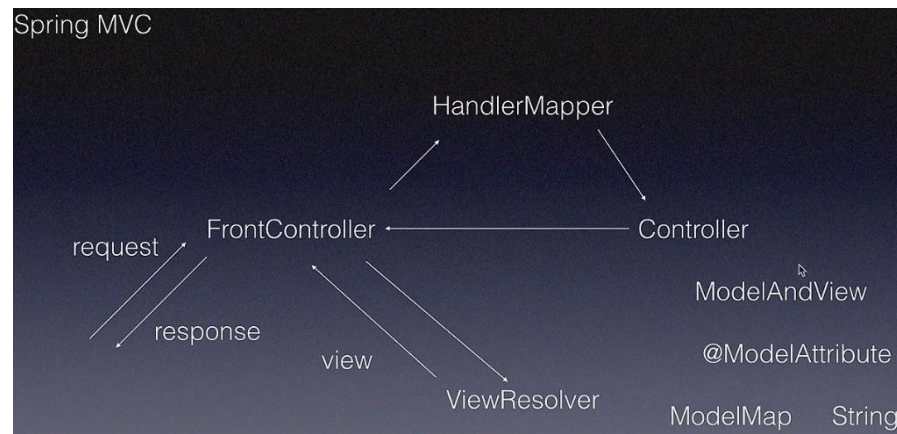 Spring MVC
HandlerMapper
FrontController
Controller
request
ModelAndView
response
@ModelAttribute
view
ViewResolver
ModelMap
String